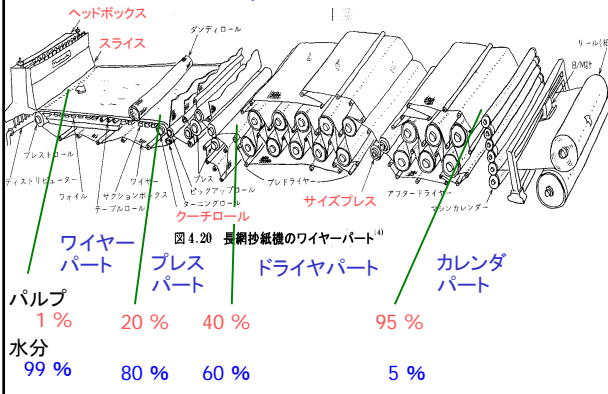 ヘッドボックス
スライス
ダンディロール
リール(
B/M計
ブレストロール
ディストリビューター
フォイル
テーブルロール
サクションボックス
ワイヤー
クーチロール
ターニングロール
ピックアップロール
プレス
プレドライヤー
サイズプレス
アフタードライヤー
マシンカレンダー
図4.20 長網抄紙機のワイヤーパート(4)
ワイヤー
パート
プレス
パート
ドライヤパート
カレンダ
パート
パルプ
1 % 20 % 40 % 95 %
水分
99 % 80 % 60 % 5 %